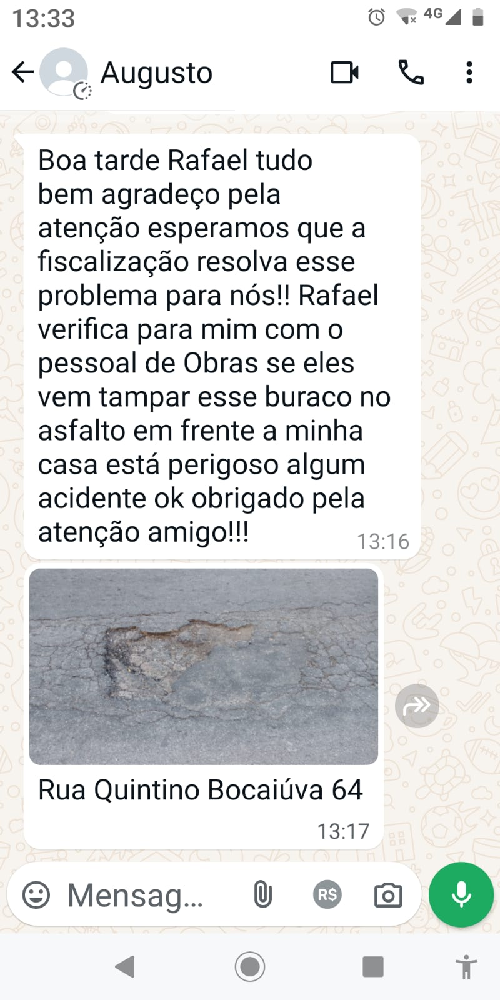 13:33
4G
Augusto
Boa tarde Rafael tudo
bem agradeço pela
atenção esperamos que a
fiscalização resolva esse
problema para nós!! Rafael
verifica para mim com o
pessoal de Obras se eles
vem tampar esse buraco no
asfalto em frente a minha
casa está perigoso algum
acidente ok obrigado pela
atenção amigo!!!
13:16
Rua Quintino Bocaiúva 64
13:17
Mensag...
R$